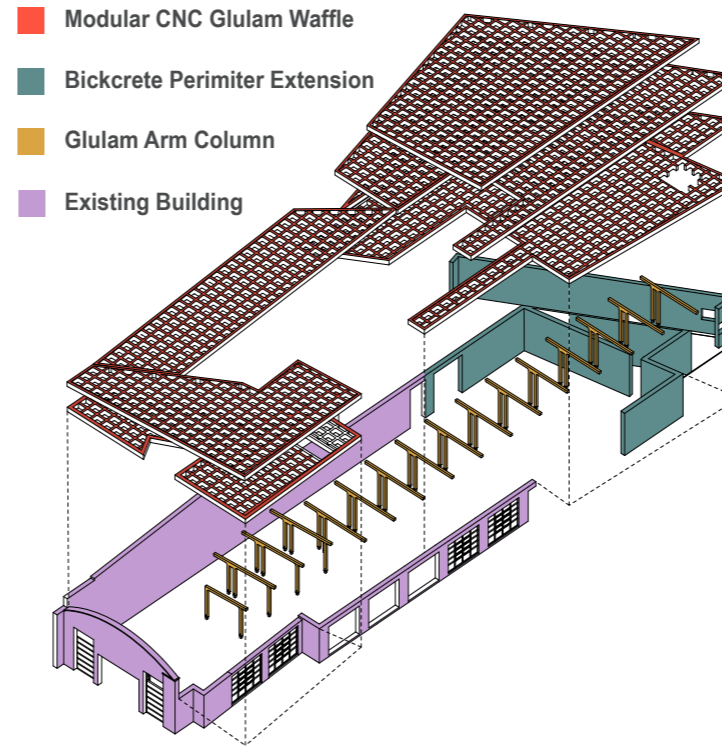 Modular CNC Glulam Waffle
Bickcrete Perimiter Extension
Glulam Arm Column
Existing Building